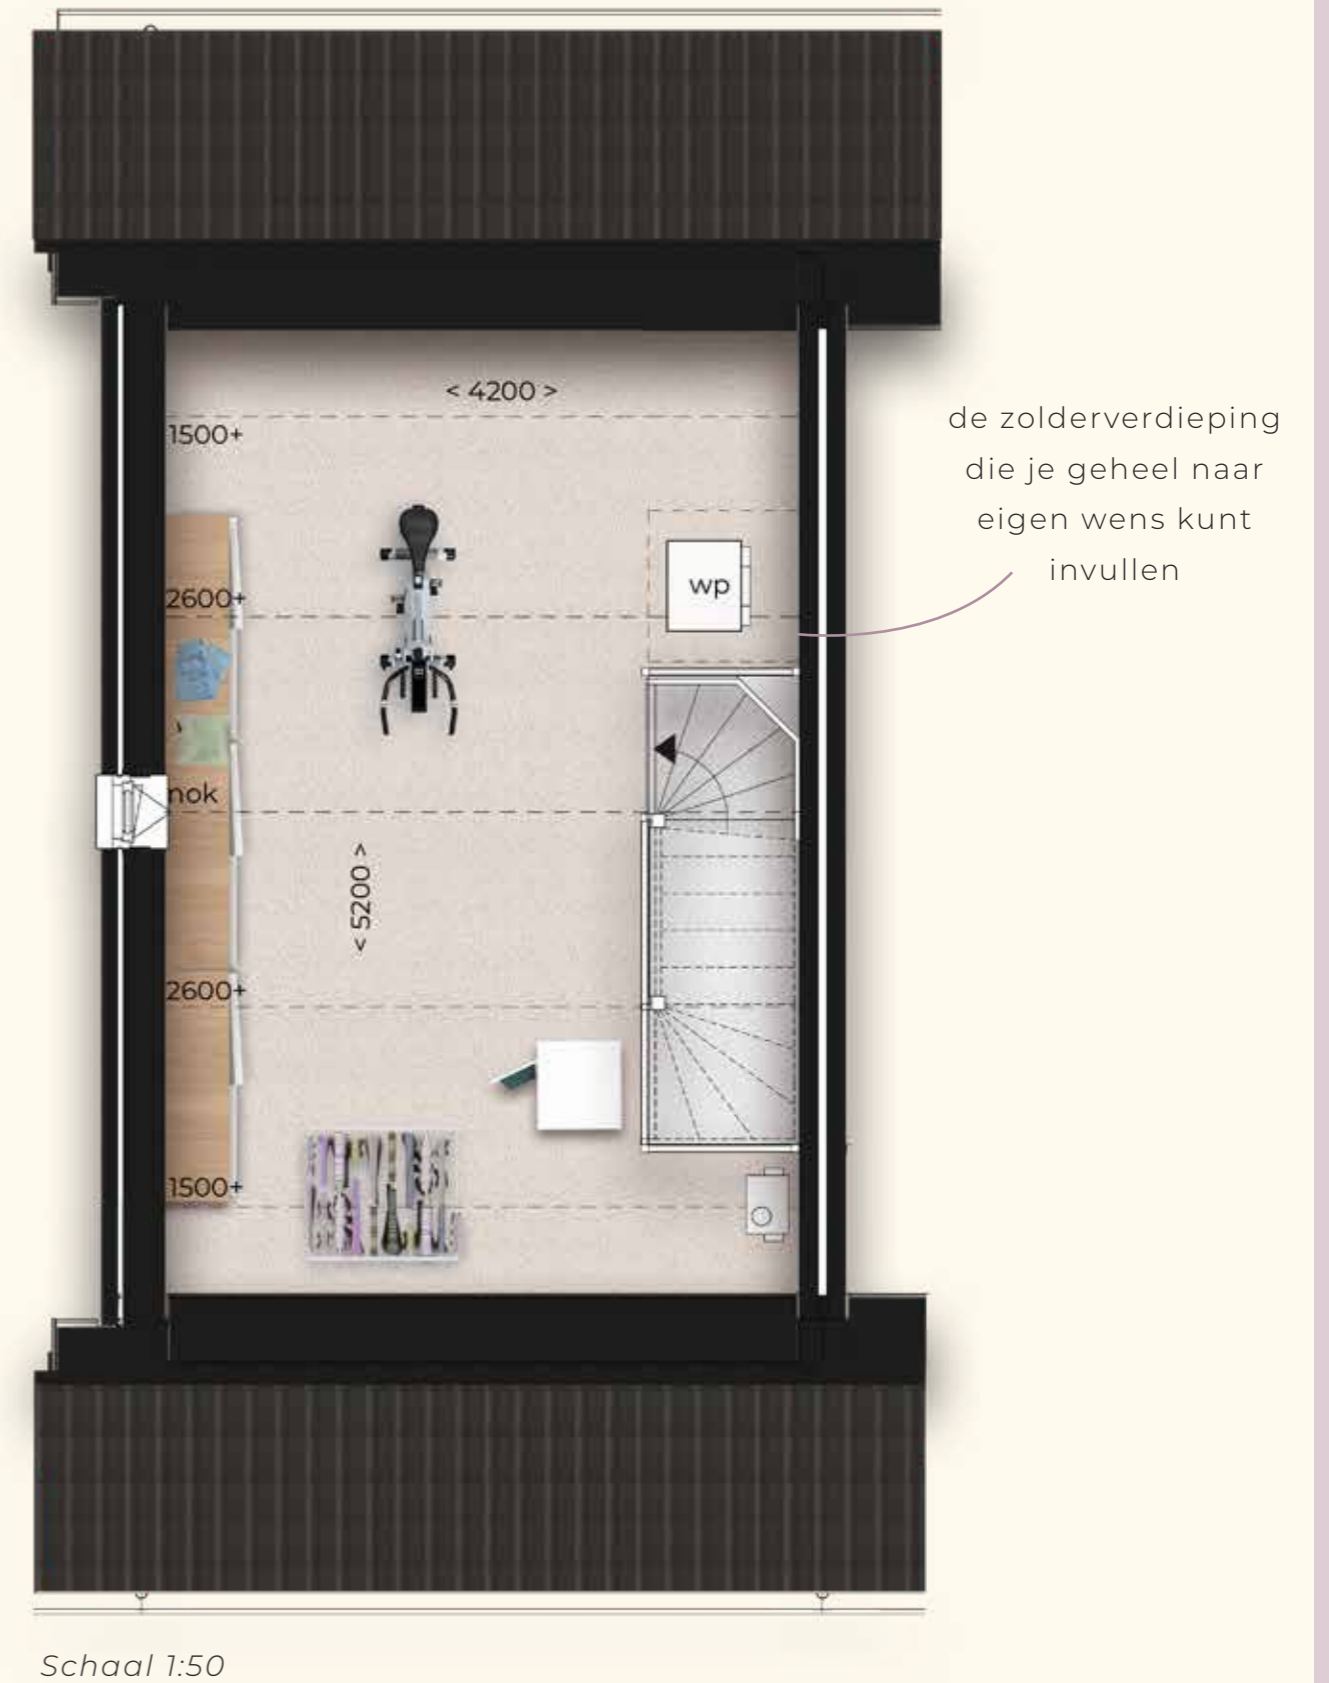 < 4200 >
1500+
de zolderverdieping
die je geheel naar
eigen wens kunt
invullen
2600+
wp
nok
< 5200 >
2600+
1500+
Schaal 1:50